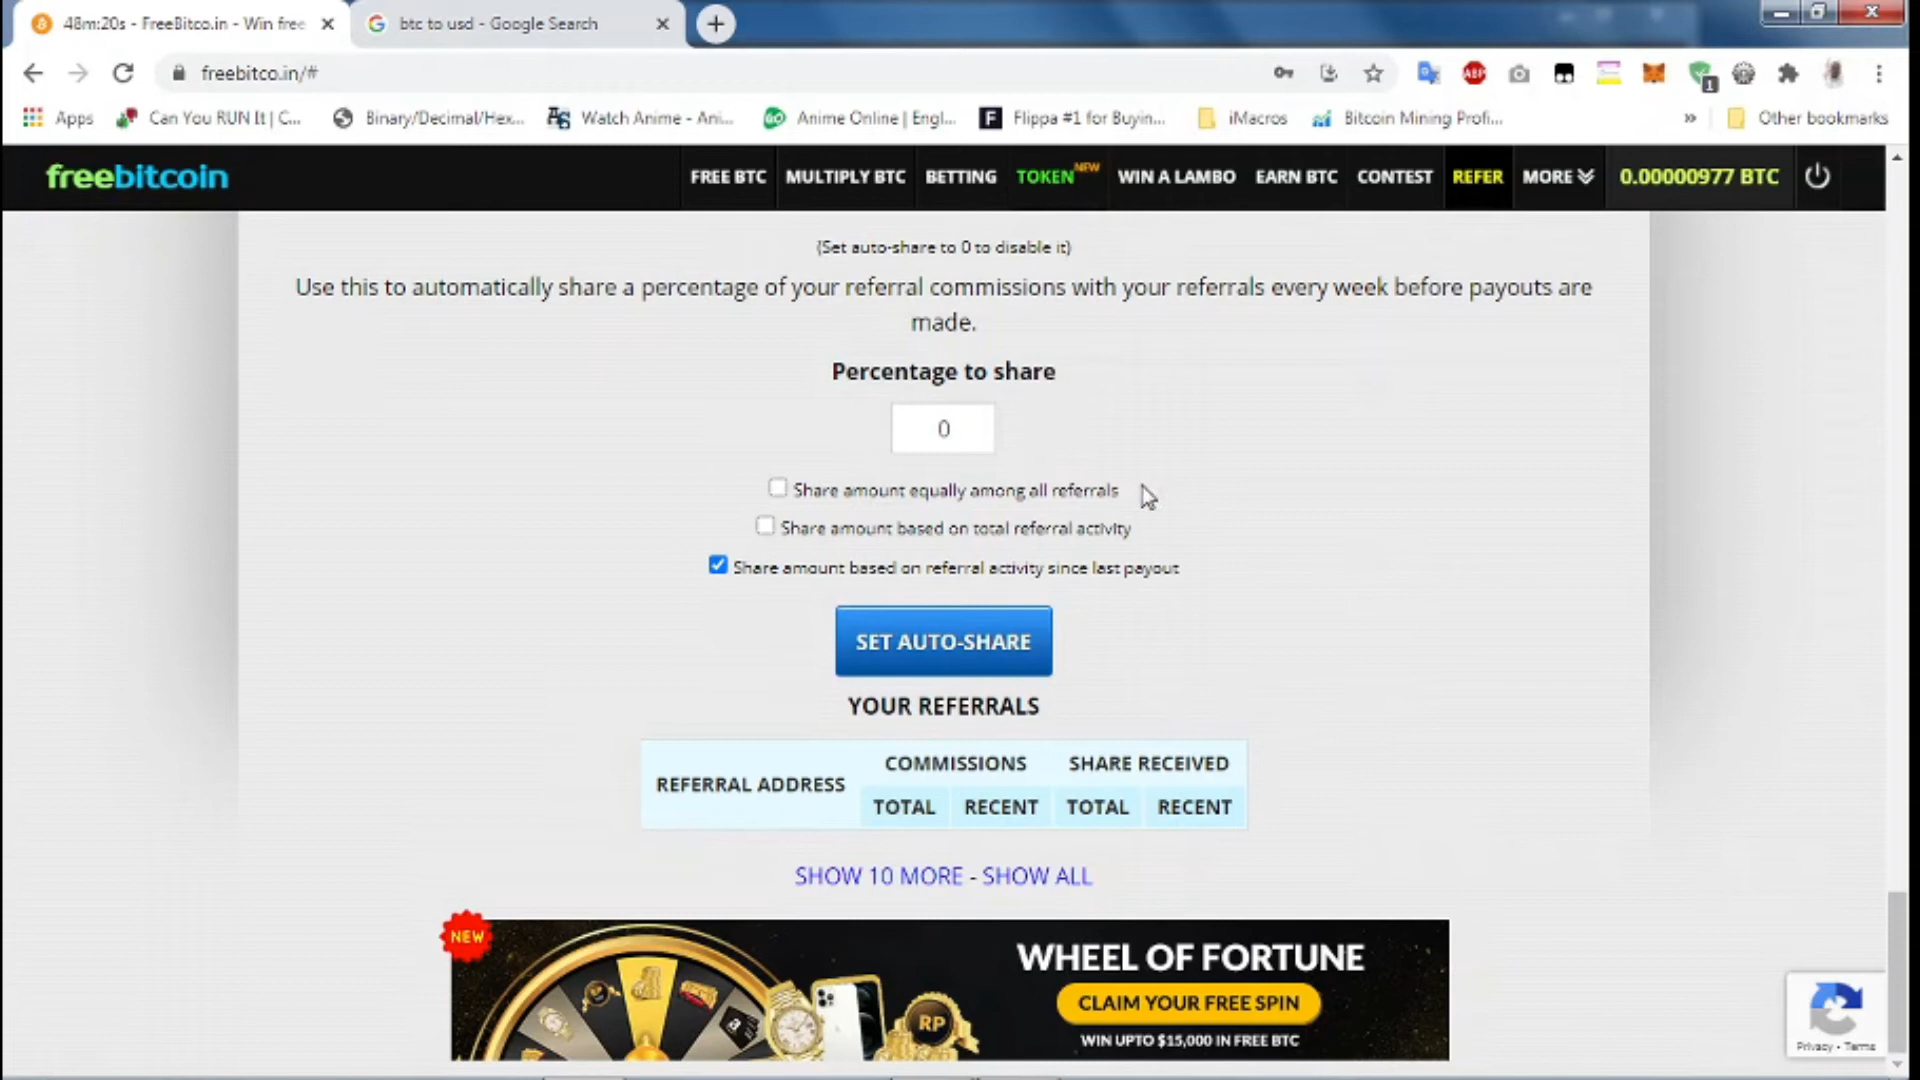 48m:20s - FreeBitco.in - Win free
btc to usd - Google Search
freebitco.in/#
ABP
1
Apps
Can You RUN It | C...
Binary/Decimal/Hex...
Watch Anime - Ani...
Anime Online | Engl...
Flippa #1 for Buyin...
iMacros
Bitcoin Mining Profi...
»
Other bookmarks
freebitcoin
FREE BTC
MULTIPLY BTC
BETTING
TOKEN NEW
WIN A LAMBO
EARN BTC
CONTEST
REFER
MORE
0.00000977 BTC
(Set auto-share to 0 to disable it)
Use this to automatically share a percentage of your referral commissions with your referrals every week before payouts are
made.
Percentage to share
0
Share amount equally among all referrals
Share amount based on total referral activity
Share amount based on referral activity since last payout
SET AUTO-SHARE
YOUR REFERRALS
REFERRAL ADDRESS
COMMISSIONS
SHARE RECEIVED
TOTAL
RECENT
TOTAL
RECENT
SHOW 10 MORE - SHOW ALL
NEW
WHEEL OF FORTUNE
CLAIM YOUR FREE SPIN
WIN UPTO $15,000 IN FREE BTC
RP
Privacy - Terms